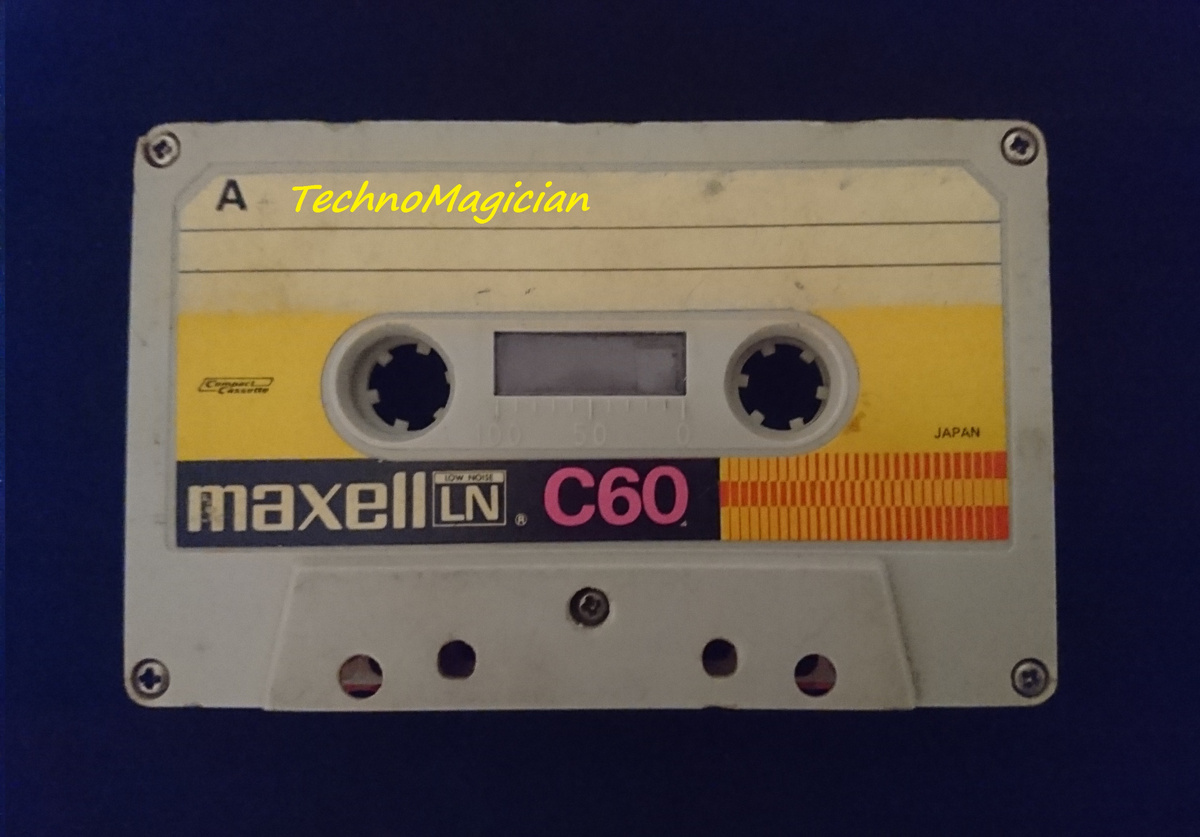 A TechnoMagician
Compact
Cassette
100 50 0
JAPAN
maxell LOW NOISE LN ® C60